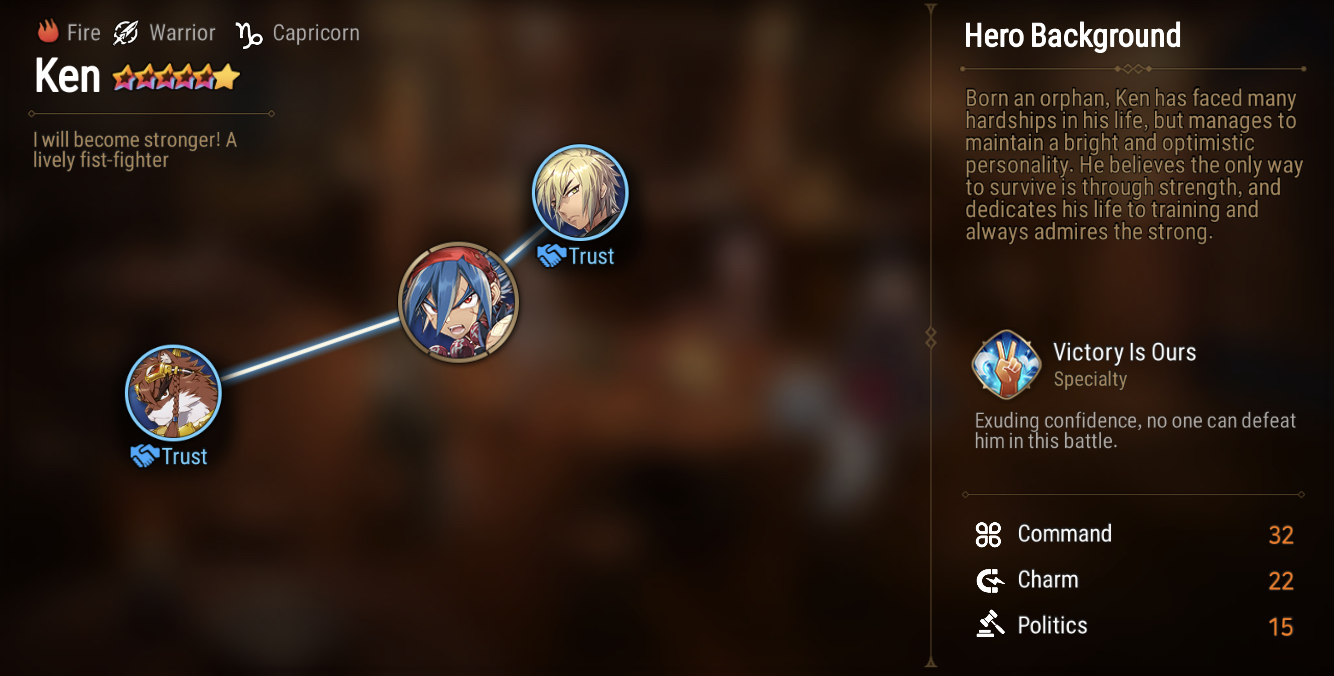 Fire Warrior Capricorn
Ken
I will become stronger! A
lively fist-fighter
Trust
Trust
Hero Background
Born an orphan, Ken has faced many
hardships in his life, but manages to
maintain a bright and optimistic
personality. He believes the only way
to survive is through strength, and
dedicates his life to training and
always admires the strong.
Victory Is Ours
Specialty
Exuding confidence, no one can defeat
him in this battle.
Command 32
Charm 22
Politics 15